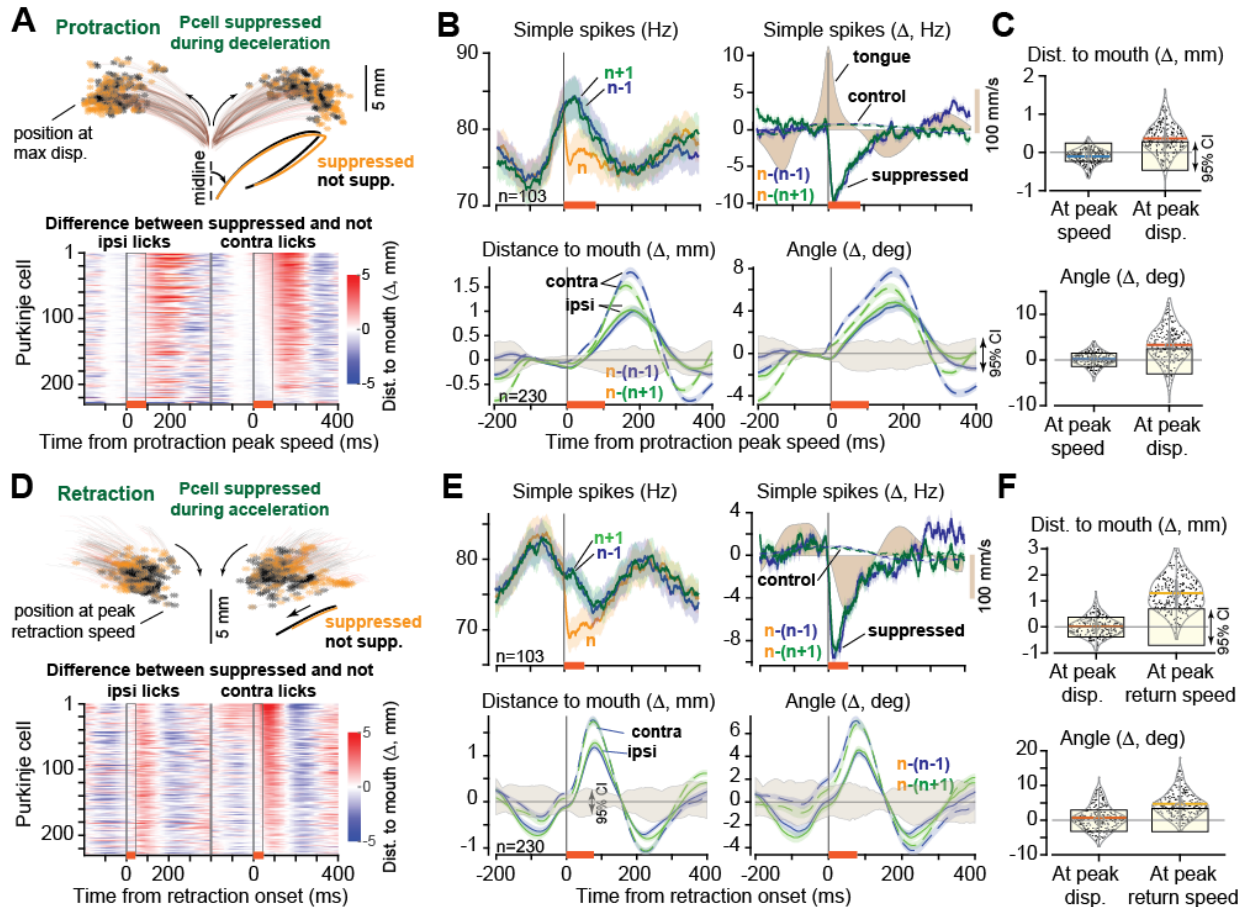 A
Protraction
Pcell suppressed
during deceleration
5 mm
position at
max disp.
midline
suppressed
not supp.
Difference between suppressed and not
ipsi licks
contra licks
Purkinje cell
1
100
200
5
0
-5
Dist. to mouth (Δ, mm)
0
200
0
200
400
Time from protraction peak speed (ms)
B
Simple spikes (Hz)
90
85
80
75
70
n+1
n-1
n
n=103
Simple spikes (Δ, Hz)
10
5
0
-5
-10
tongue
control
n-(n-1)
n-(n+1)
suppressed
100 mm/s
Distance to mouth (Δ, mm)
1.5
1
0.5
0
-0.5
contra
ipsi
n-(n-1)
n-(n+1)
n=230
-200
0
200
400
Angle (Δ, deg)
8
4
0
-4
95% CI
-200
0
200
400
Time from protraction peak speed (ms)
C
Dist. to mouth (Δ, mm)
2
1
0
-1
95% CI
At peak
speed
At peak
disp.
Angle (Δ, deg)
10
5
0
-10
At peak
speed
At peak
disp.
D
Retraction
Pcell suppressed
during acceleration
position at peak
retraction speed
5 mm
suppressed
not supp.
Difference between suppressed and not
ipsi licks
contra licks
Purkinje cell
1
100
200
5
0
-5
Dist. to mouth (Δ, mm)
0
200
0
200
400
Time from retraction onset (ms)
E
Simple spikes (Hz)
80
70
n+1
n-1
n
n=103
Simple spikes (Δ, Hz)
4
0
-4
-8
control
n-(n-1)
n-(n+1)
suppressed
100 mm/s
Distance to mouth (Δ, mm)
1
0
-1
contra
ipsi
95% CI
n=230
-200
0
200
400
Angle (Δ, deg)
6
4
2
0
-2
-4
n-(n-1)
n-(n+1)
-200
0
200
400
Time from retraction onset (ms)
F
Dist. to mouth (Δ, mm)
3
2
1
0
-1
95% CI
At peak
disp.
At peak
return speed
Angle (Δ, deg)
20
10
0
-10
At peak
disp.
At peak
return speed